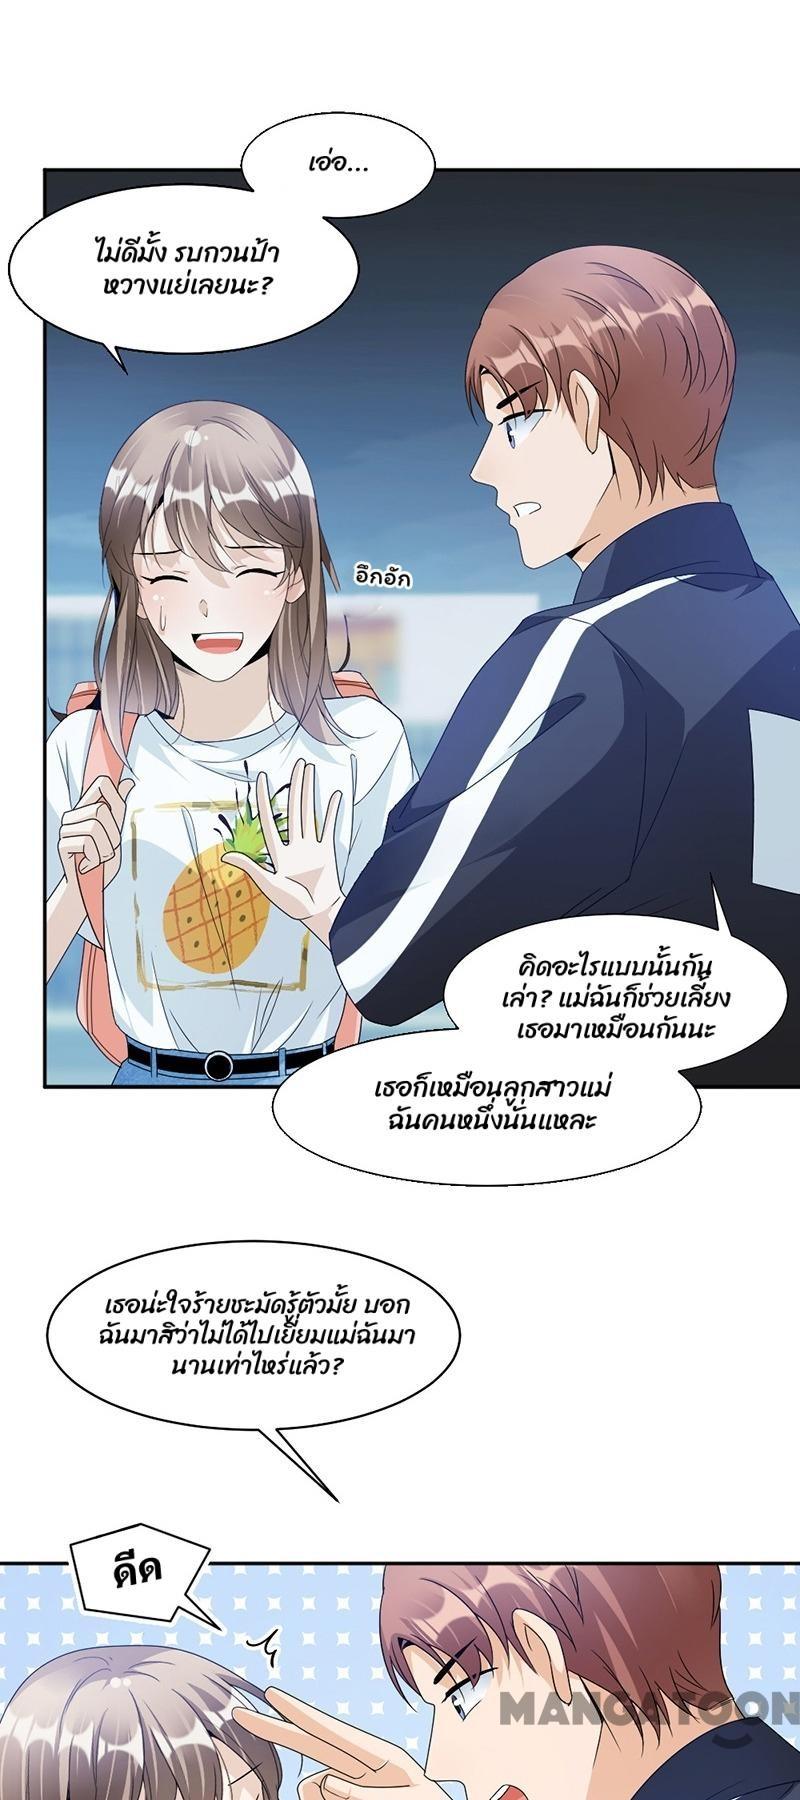 เอ่อ...
ไม่ดีมั้ง รบกวนป้า
หวางแย่เลยนะ?
อึกอัก
คิดอะไรแบบนั้นกัน
เล่า? แม่ฉันก็ช่วยเลี้ยง
เธอมาเหมือนกันนะ
เธอก็เหมือนลูกสาวแม่
ฉันคนหนึ่งนั่นแหละ
เธอน่ะใจร้ายชะมัดรู้ตัวมั้ย บอก
ฉันมาสิว่าไม่ได้ไปเยี่ยมแม่ฉันมา
นานเท่าไหร่แล้ว?
ดีด
MANGATOON